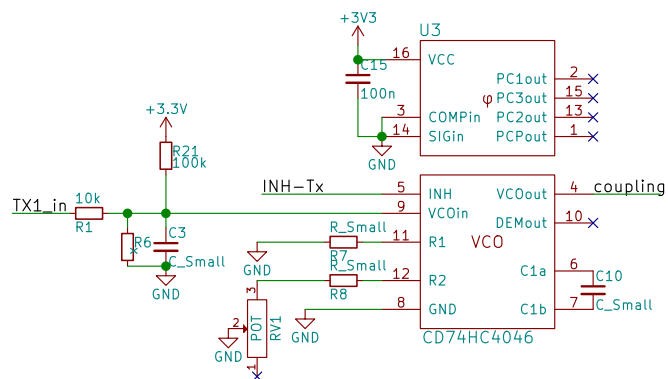 +3V3
U3
16
VCC
C15
100n
PC1out
2
φ
PC3out
15
3
COMPin
PC2out
13
14
SIGin
PCPout
1
GND
+3.3V
R21
100k
INH-Tx
5
INH
VCOout
4
coupling
TX1_in
10k
R1
9
VCOin
DEMout
10
R6
C3
C_Small
GND
R_Small
R7
11
R1
VCO
GND
R_Small
R8
12
R2
C1a
6
C10
C_Small
3
8
GND
C1b
7
2
POT
RV1
GND
GND
1
CD74HC4046